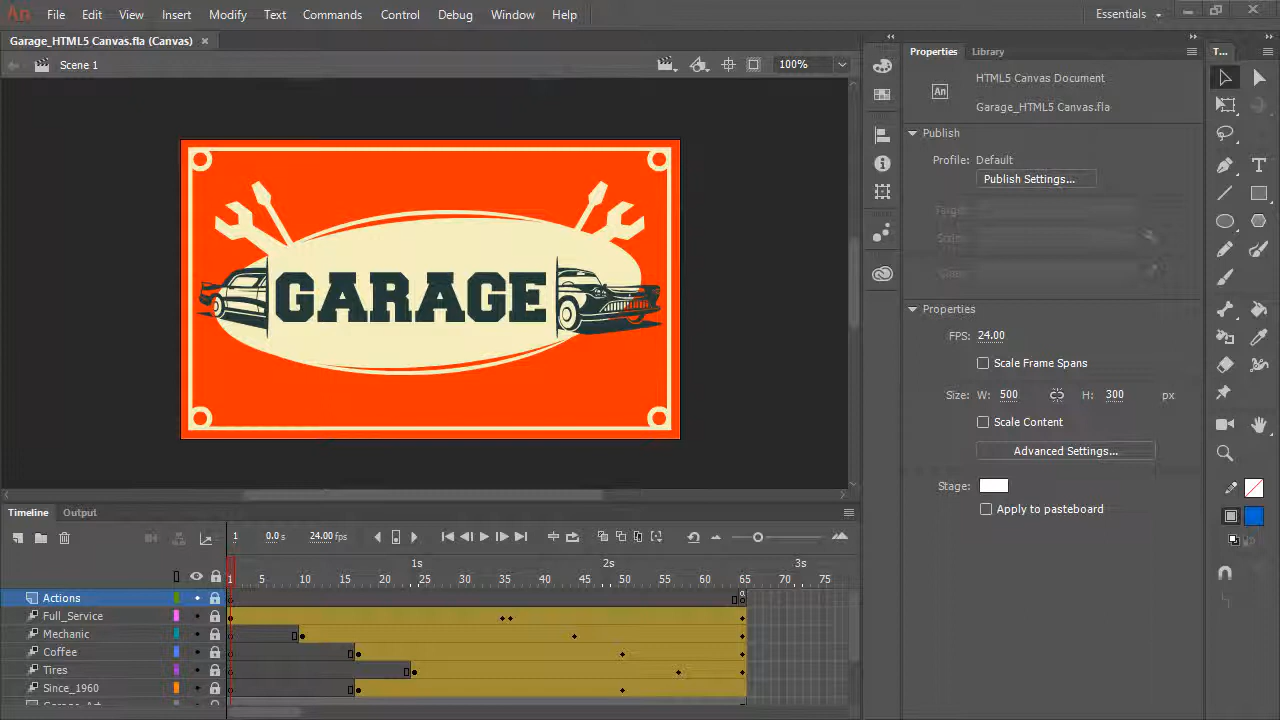 An File Edit View Insert Modify Text Commands Control Debug Window Help Essentials
Garage_HTML5 Canvas.fla (Canvas) ×
Scene 1 100%
GARAGE
Properties Library T...
HTML5 Canvas Document
An
Garage_HTML5 Canvas.fla
Publish
Profile: Default
Publish Settings...
Properties
FPS: 24.00
Scale Frame Spans
Size: W: 500 H: 300 px
Scale Content
Advanced Settings...
Stage:
Apply to pasteboard
Timeline Output
1 0.0 s 24.00 fps
1s 2s 3s
1 5 10 15 20 25 30 35 40 45 50 55 60 65 70 75
Actions
Full_Service
Mechanic
Coffee
Tires
Since_1960